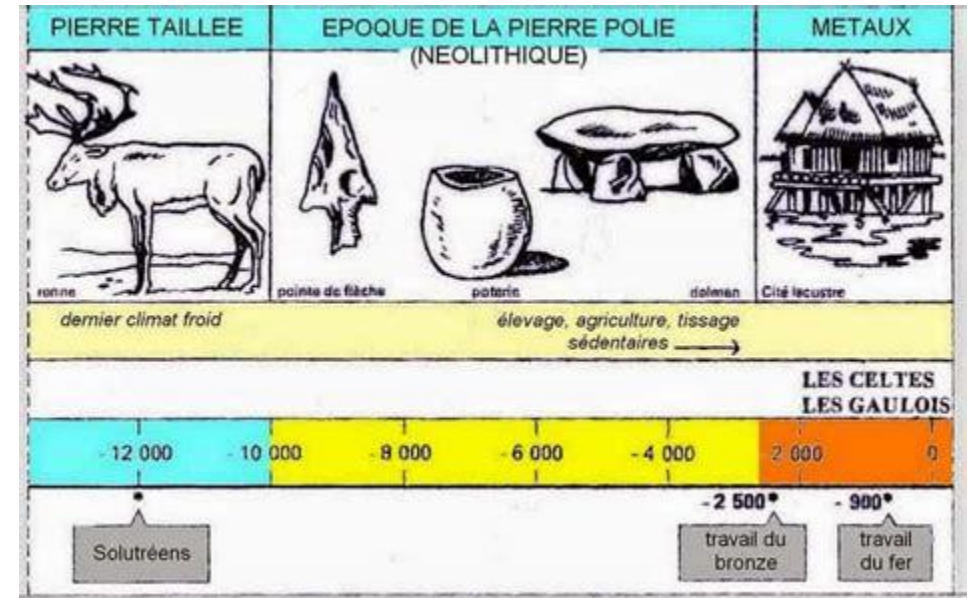 PIERRE TAILLEE
EPOQUE DE LA PIERRE POLIE
(NEOLITHIQUE)
METAUX
renne
pointe de flèche
poterie
dolmen
Cité lacustre
dernier climat froid
élevage, agriculture, tissage
sédentaires
LES CELTES
LES GAULOIS
- 12 000
- 10 000
- 8 000
- 6 000
- 4 000
- 2 000
0
- 2 500
- 900
Solutréens
travail du
bronze
travail
du fer